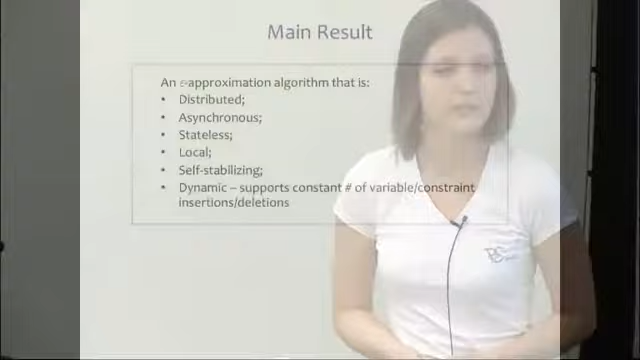 Main Result
An ε-approximation algorithm that is:
• Distributed;
• Asynchronous;
• Stateless;
• Local;
• Self-stabilizing;
• Dynamic – supports constant # of variable/constraint
insertions/deletions